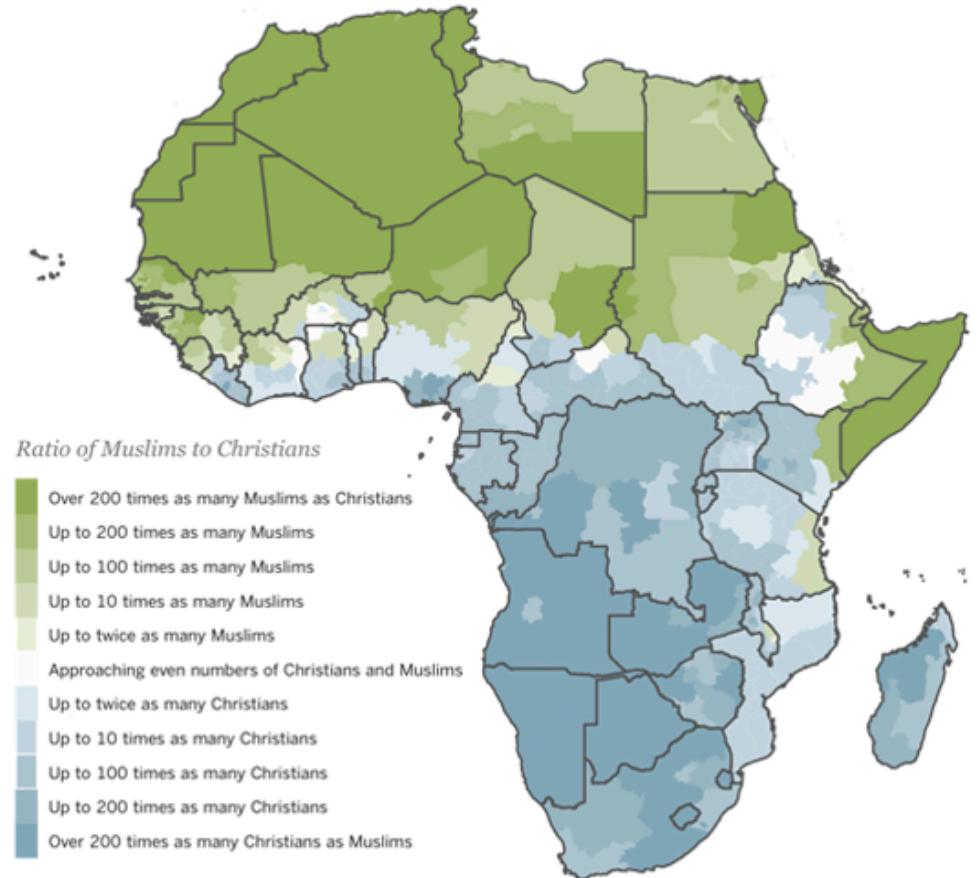 Ratio of Muslims to Christians
Over 200 times as many Muslims as Christians
Up to 200 times as many Muslims
Up to 100 times as many Muslims
Up to 10 times as many Muslims
Up to twice as many Muslims
Approaching even numbers of Christians and Muslims
Up to twice as many Christians
Up to 10 times as many Christians
Up to 100 times as many Christians
Up to 200 times as many Christians
Over 200 times as many Christians as Muslims